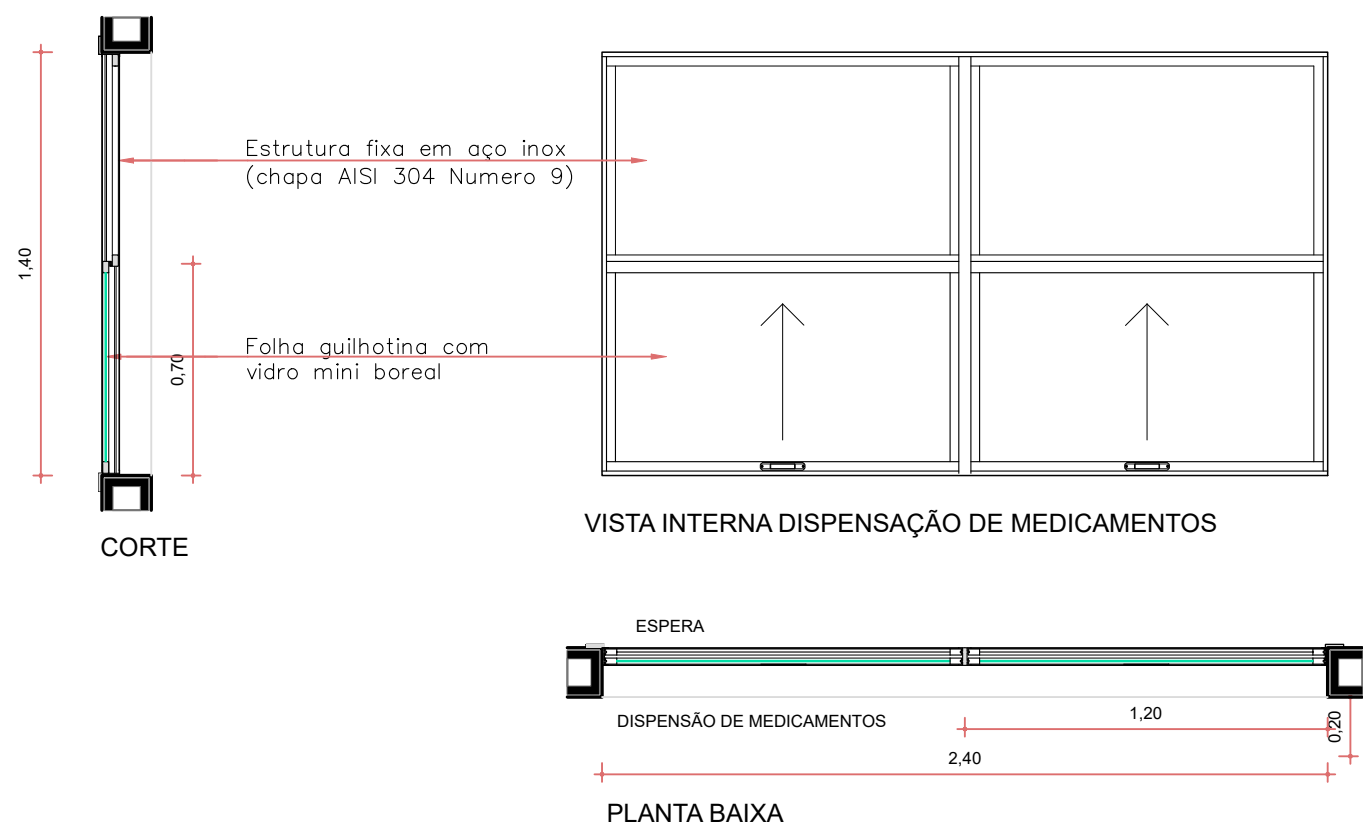 Estrutura fixa em aço inox
(chapa AISI 304 Numero 9)
1,40
Folha guilhotina com
vidro mini boreal
0,70
VISTA INTERNA DISPENSAÇÃO DE MEDICAMENTOS
CORTE
ESPERA
DISPENSÃO DE MEDICAMENTOS
1,20
0,20
2,40
PLANTA BAIXA